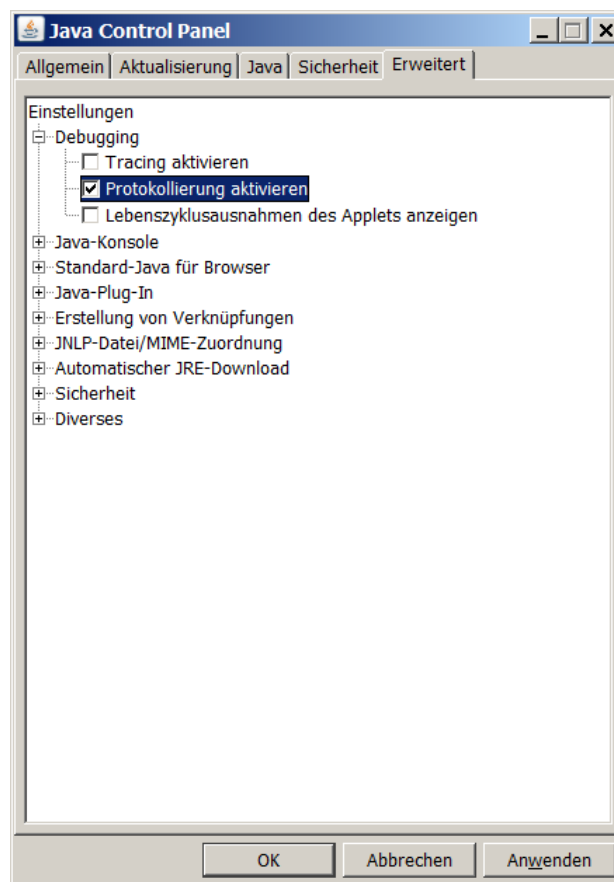 Java Control Panel
Allgemein Aktualisierung Java Sicherheit Erweitert
Einstellungen
Debugging
Tracing aktivieren
Protokollierung aktivieren
Lebenszyklusausnahmen des Applets anzeigen
Java-Konsole
Standard-Java für Browser
Java-Plug-In
Erstellung von Verknüpfungen
JNLP-Datei/MIME-Zuordnung
Automatischer JRE-Download
Sicherheit
Diverses
OK Abbrechen Anwenden